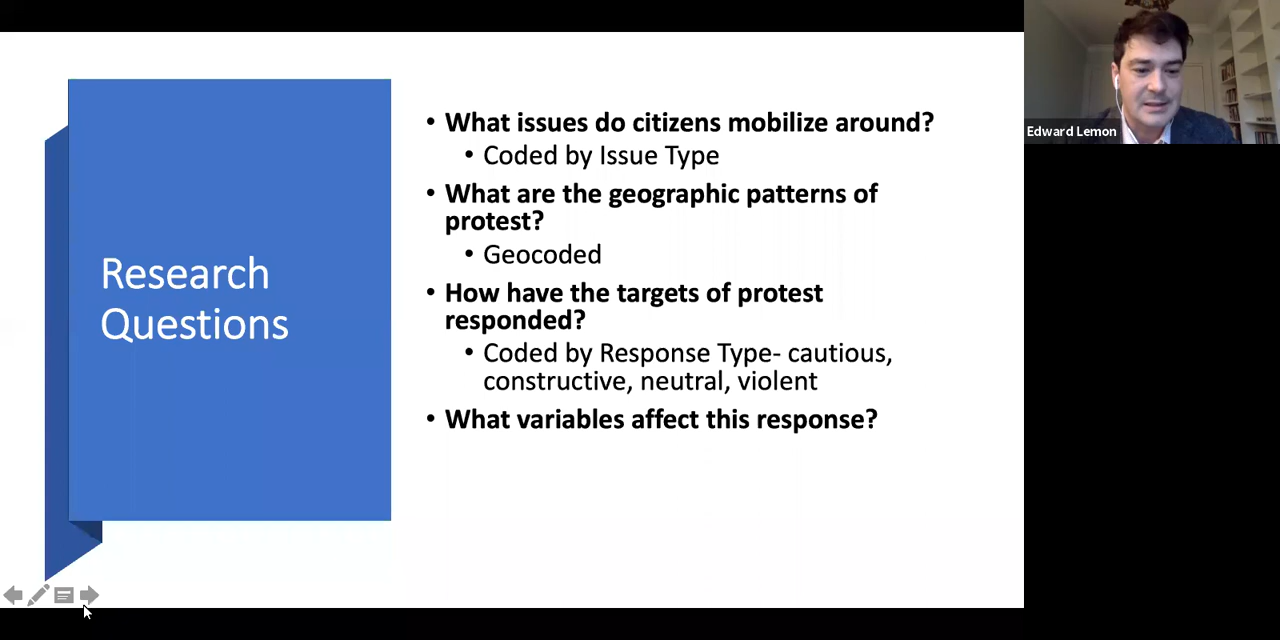 Research
Questions
• What issues do citizens mobilize around?
• Coded by Issue Type
• What are the geographic patterns of
protest?
• Geocoded
• How have the targets of protest
responded?
• Coded by Response Type- cautious,
constructive, neutral, violent
• What variables affect this response?
Edward Lemon